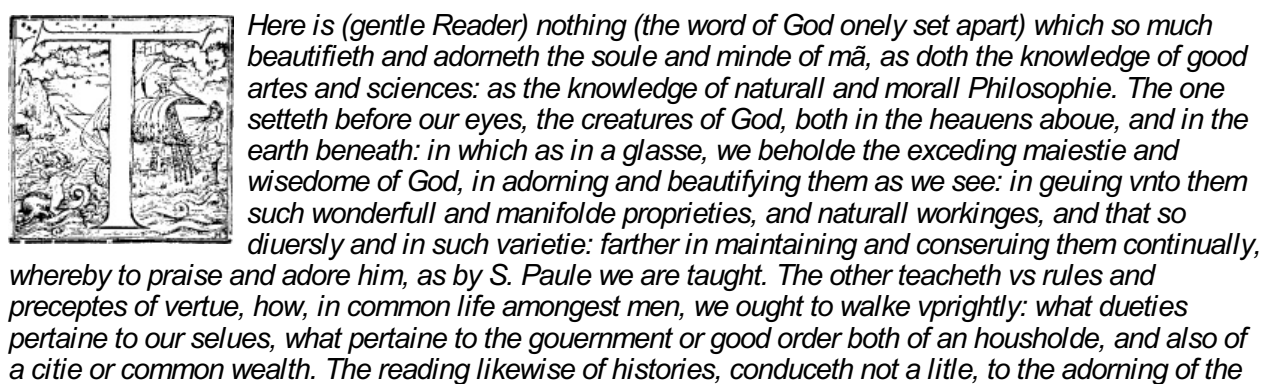 THere is (gentle Reader) nothing (the word of God onely set apart) which so much
beautifieth and adorneth the soule and minde of mã, as doth the knowledge of good
artes and sciences: as the knowledge of naturall and morall Philosophie. The one
setteth before our eyes, the creatures of God, both in the heauens aboue, and in the
earth beneath: in which as in a glasse, we beholde the exceding maiestie and
wisedome of God, in adorning and beautifying them as we see: in geuing vnto them
such wonderfull and manifolde proprieties, and naturall workinges, and that so
diuersly and in such varietie: farther in maintaining and conseruing them continually,
whereby to praise and adore him, as by S. Paule we are taught. The other teacheth vs rules and
preceptes of vertue, how, in common life amongest men, we ought to walke vprightly: what dueties
pertaine to our selues, what pertaine to the gouernment or good order both of an housholde, and also of
a citie or common wealth. The reading likewise of histories, conduceth not a litle, to the adorning of the